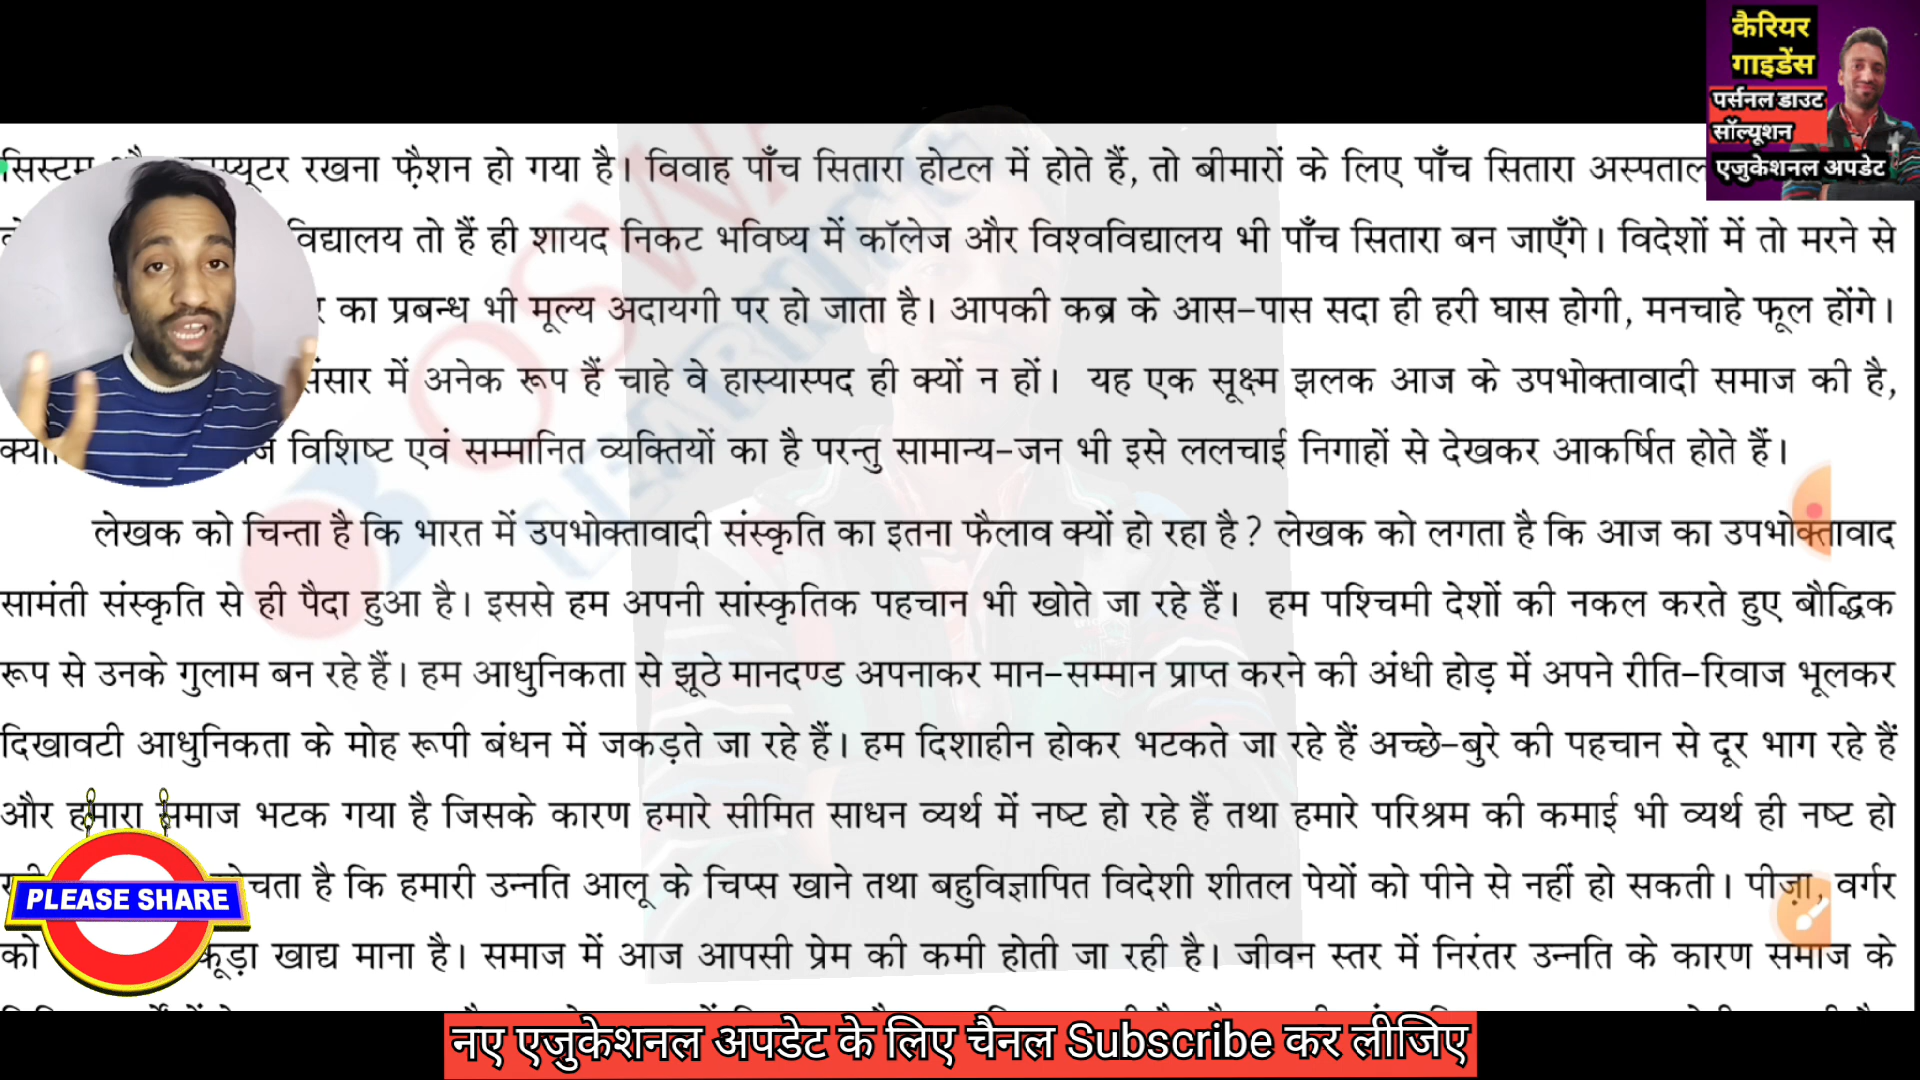 कैरियर
गाइडेंस
पर्सनल डाउट
सॉल्यूशन
एजुकेशनल अपडेट
रखना फ़ैशन हो गया है। विवाह पाँच सितारा होटल में होते हैं, तो बीमारों के लिए पाँच सितारा अस्पताल
विद्यालय तो हैं ही शायद निकट भविष्य में कॉलेज और विश्वविद्यालय भी पाँच सितारा बन जाएँगे। विदेशों में तो मरने से
का प्रबन्ध भी मूल्य अदायगी पर हो जाता है। आपकी कब्र के आस-पास सदा ही हरी घास होगी, मनचाहे फूल होंगे।
संसार में अनेक रूप हैं चाहे वे हास्यास्पद ही क्यों न हों। यह एक सूक्ष्म झलक आज के उपभोक्तावादी समाज की है,
विशिष्ट एवं सम्मानित व्यक्तियों का है परन्तु सामान्य-जन भी इसे ललचाई निगाहों से देखकर आकर्षित होते हैं।
लेखक को चिन्ता है कि भारत में उपभोक्तावादी संस्कृति का इतना फैलाव क्यों हो रहा है? लेखक को लगता है कि आज का उपभोक्तावाद
सामंती संस्कृति से ही पैदा हुआ है। इससे हम अपनी सांस्कृतिक पहचान भी खोते जा रहे हैं। हम पश्चिमी देशों की नकल करते हुए बौद्धिक
रूप से उनके गुलाम बन रहे हैं। हम आधुनिकता से झूठे मानदण्ड अपनाकर मान-सम्मान प्राप्त करने की अंधी होड़ में अपने रीति-रिवाज भूलकर
दिखावटी आधुनिकता के मोह रूपी बंधन में जकड़ते जा रहे हैं। हम दिशाहीन होकर भटकते जा रहे हैं अच्छे-बुरे की पहचान से दूर भाग रहे हैं
और हमारा समाज भटक गया है जिसके कारण हमारे सीमित साधन व्यर्थ में नष्ट हो रहे हैं तथा हमारे परिश्रम की कमाई भी व्यर्थ ही नष्ट हो
है कि हमारी उन्नति आलू के चिप्स खाने तथा बहुविज्ञापित विदेशी शीतल पेयों को पीने से नहीं हो सकती। पीज़ा, वर्गर
को कूड़ा खाद्य माना है। समाज में आज आपसी प्रेम की कमी होती जा रही है। जीवन स्तर में निरंतर उन्नति के कारण समाज के
PLEASE SHARE
नए एजुकेशनल अपडेट के लिए चैनल Subscribe कर लीजिए